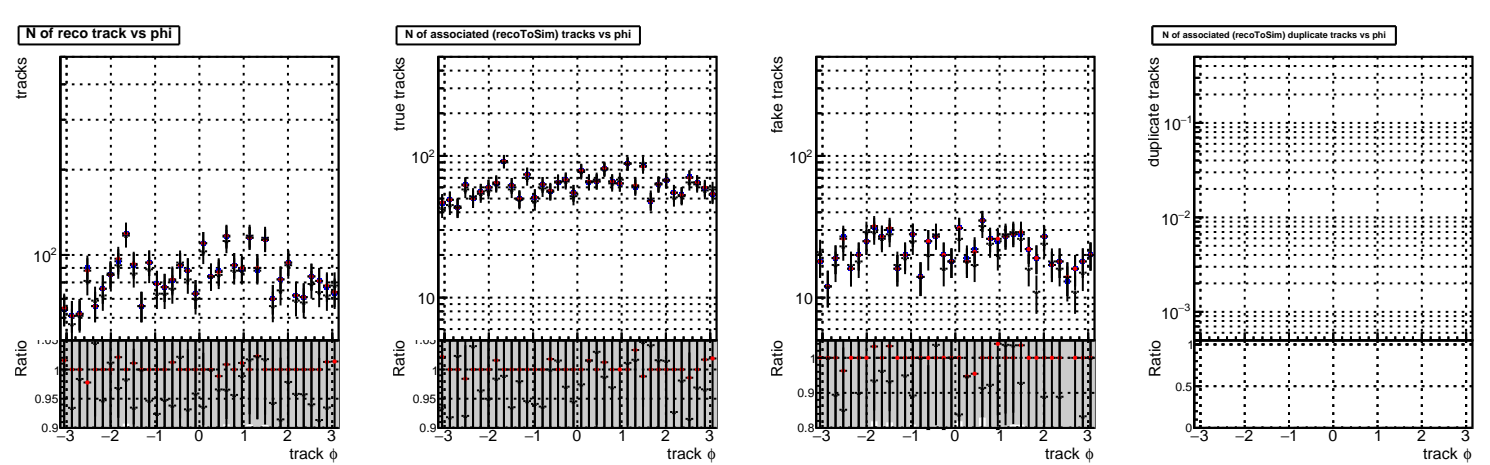 N of reco track vs phi
tracks
10²
Ratio
1.05
1
0.95
0.9
−3 −2 −1 0 1 2 3
track ϕ
N of associated (recoToSim) tracks vs phi
true tracks
10²
10
Ratio
1.05
1
0.95
0.9
−3 −2 −1 0 1 2 3
track ϕ
fake tracks
10²
10
Ratio
1
0.9
0.8
−3 −2 −1 0 1 2 3
track ϕ
N of associated (recoToSim) duplicate tracks vs phi
duplicate tracks
10⁻¹
10⁻²
10⁻³
Ratio
1
0.5
0
−3 −2 −1 0 1 2 3
track ϕ